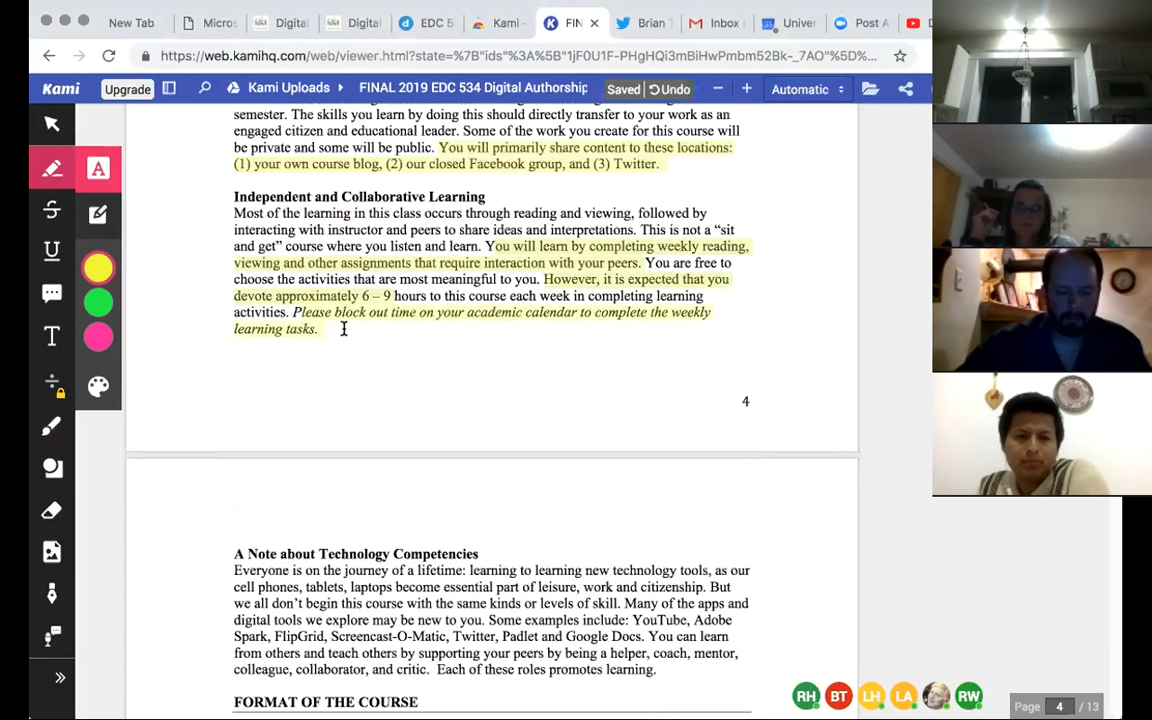 New Tab Micros Digital Digital EDC 5 Kami - FIN Brian T Inbox ( Univer Post A
https://web.kamihq.com/web/viewer.html?state=%7B"ids"%3A%5B"1jF0U1F-PHgHQi3mBiHwPmbm52Bk-_7AO"%5D%...
Kami Upgrade Kami Uploads FINAL 2019 EDC 534 Digital Authorship Saved Undo Automatic
semester. The skills you learn by doing this should directly transfer to your work as an
engaged citizen and educational leader. Some of the work you create for this course will
be private and some will be public. You will primarily share content to these locations:
(1) your own course blog, (2) our closed Facebook group, and (3) Twitter.
Independent and Collaborative Learning
Most of the learning in this class occurs through reading and viewing, followed by
interacting with instructor and peers to share ideas and interpretations. This is not a “sit
and get” course where you listen and learn. You will learn by completing weekly reading,
viewing and other assignments that require interaction with your peers. You are free to
choose the activities that are most meaningful to you. However, it is expected that you
devote approximately 6 – 9 hours to this course each week in completing learning
activities. Please block out time on your academic calendar to complete the weekly
learning tasks.
4
A Note about Technology Competencies
Everyone is on the journey of a lifetime: learning to learning new technology tools, as our
cell phones, tablets, laptops become essential part of leisure, work and citizenship. But
we all don’t begin this course with the same kinds or levels of skill. Many of the apps and
digital tools we explore may be new to you. Some examples include: YouTube, Adobe
Spark, FlipGrid, Screencast-O-Matic, Twitter, Padlet and Google Docs. You can learn
from others and teach others by supporting your peers by being a helper, coach, mentor,
colleague, collaborator, and critic. Each of these roles promotes learning.
FORMAT OF THE COURSE
RH BT LH LA RW
Page 4 / 13